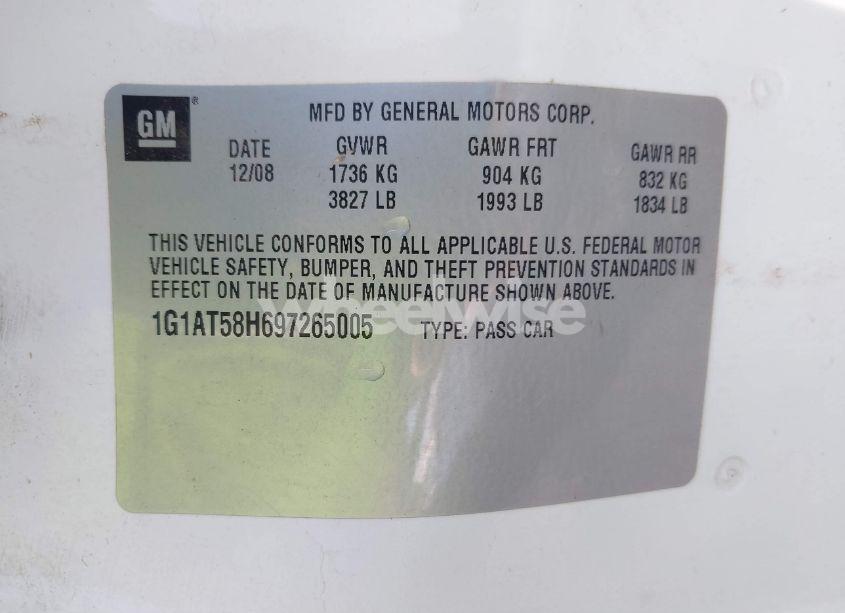 GM®
MFD BY GENERAL MOTORS CORP.
DATE GVWR GAWR FRT GAWR RR
12/08 1736 KG 904 KG 832 KG
3827 LB 1993 LB 1834 LB
THIS VEHICLE CONFORMS TO ALL APPLICABLE U.S. FEDERAL MOTOR
VEHICLE SAFETY, BUMPER, AND THEFT PREVENTION STANDARDS IN
EFFECT ON THE DATE OF MANUFACTURE SHOWN ABOVE.
Wheelwise
1G1AT58H697265005 TYPE: PASS CAR